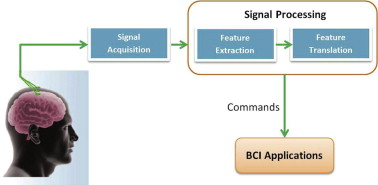 Signal Processing
Signal
Acquisition
Feature
Extraction
Feature
Translation
Commands
BCI Applications